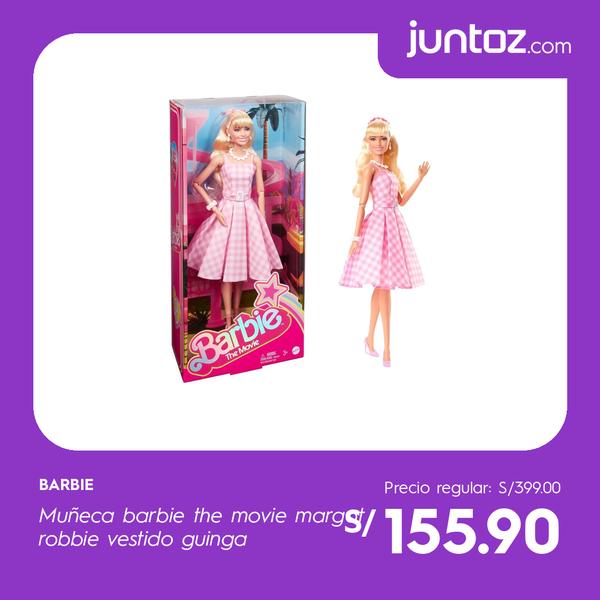 juntoz.com
Barbie
The Movie
3+
BARBIE
Precio regular: S/399.00
Muñeca barbie the movie margot
robbie vestido guinga
S/ 155.90